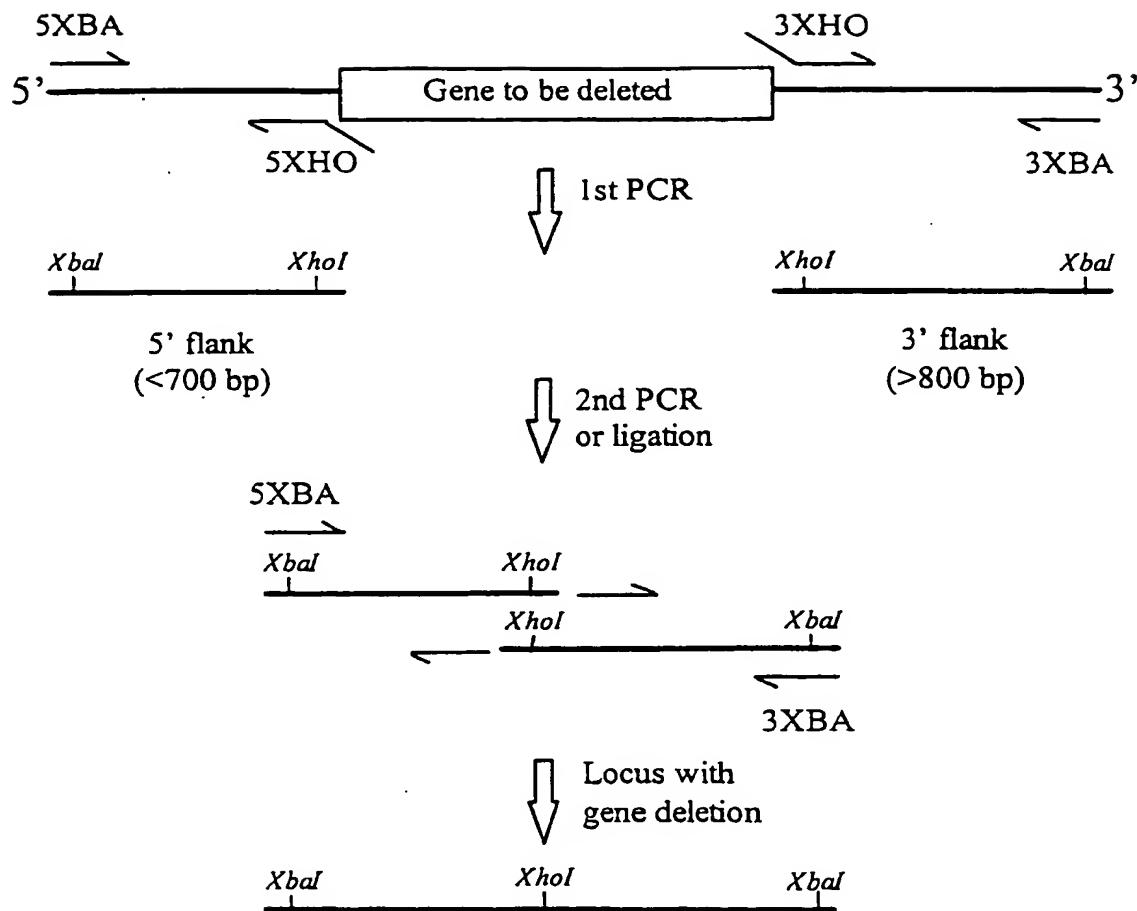 5XBA
3XHO
5'
Gene to be deleted
3'
5XHO
3XBA
1st PCR
XbaI
XhoI
XhoI
XbaI
5' flank
(<700 bp)
3' flank
(>800 bp)
2nd PCR
or ligation
5XBA
XbaI
XhoI
XhoI
XbaI
3XBA
Locus with
gene deletion
XbaI
XhoI
XbaI